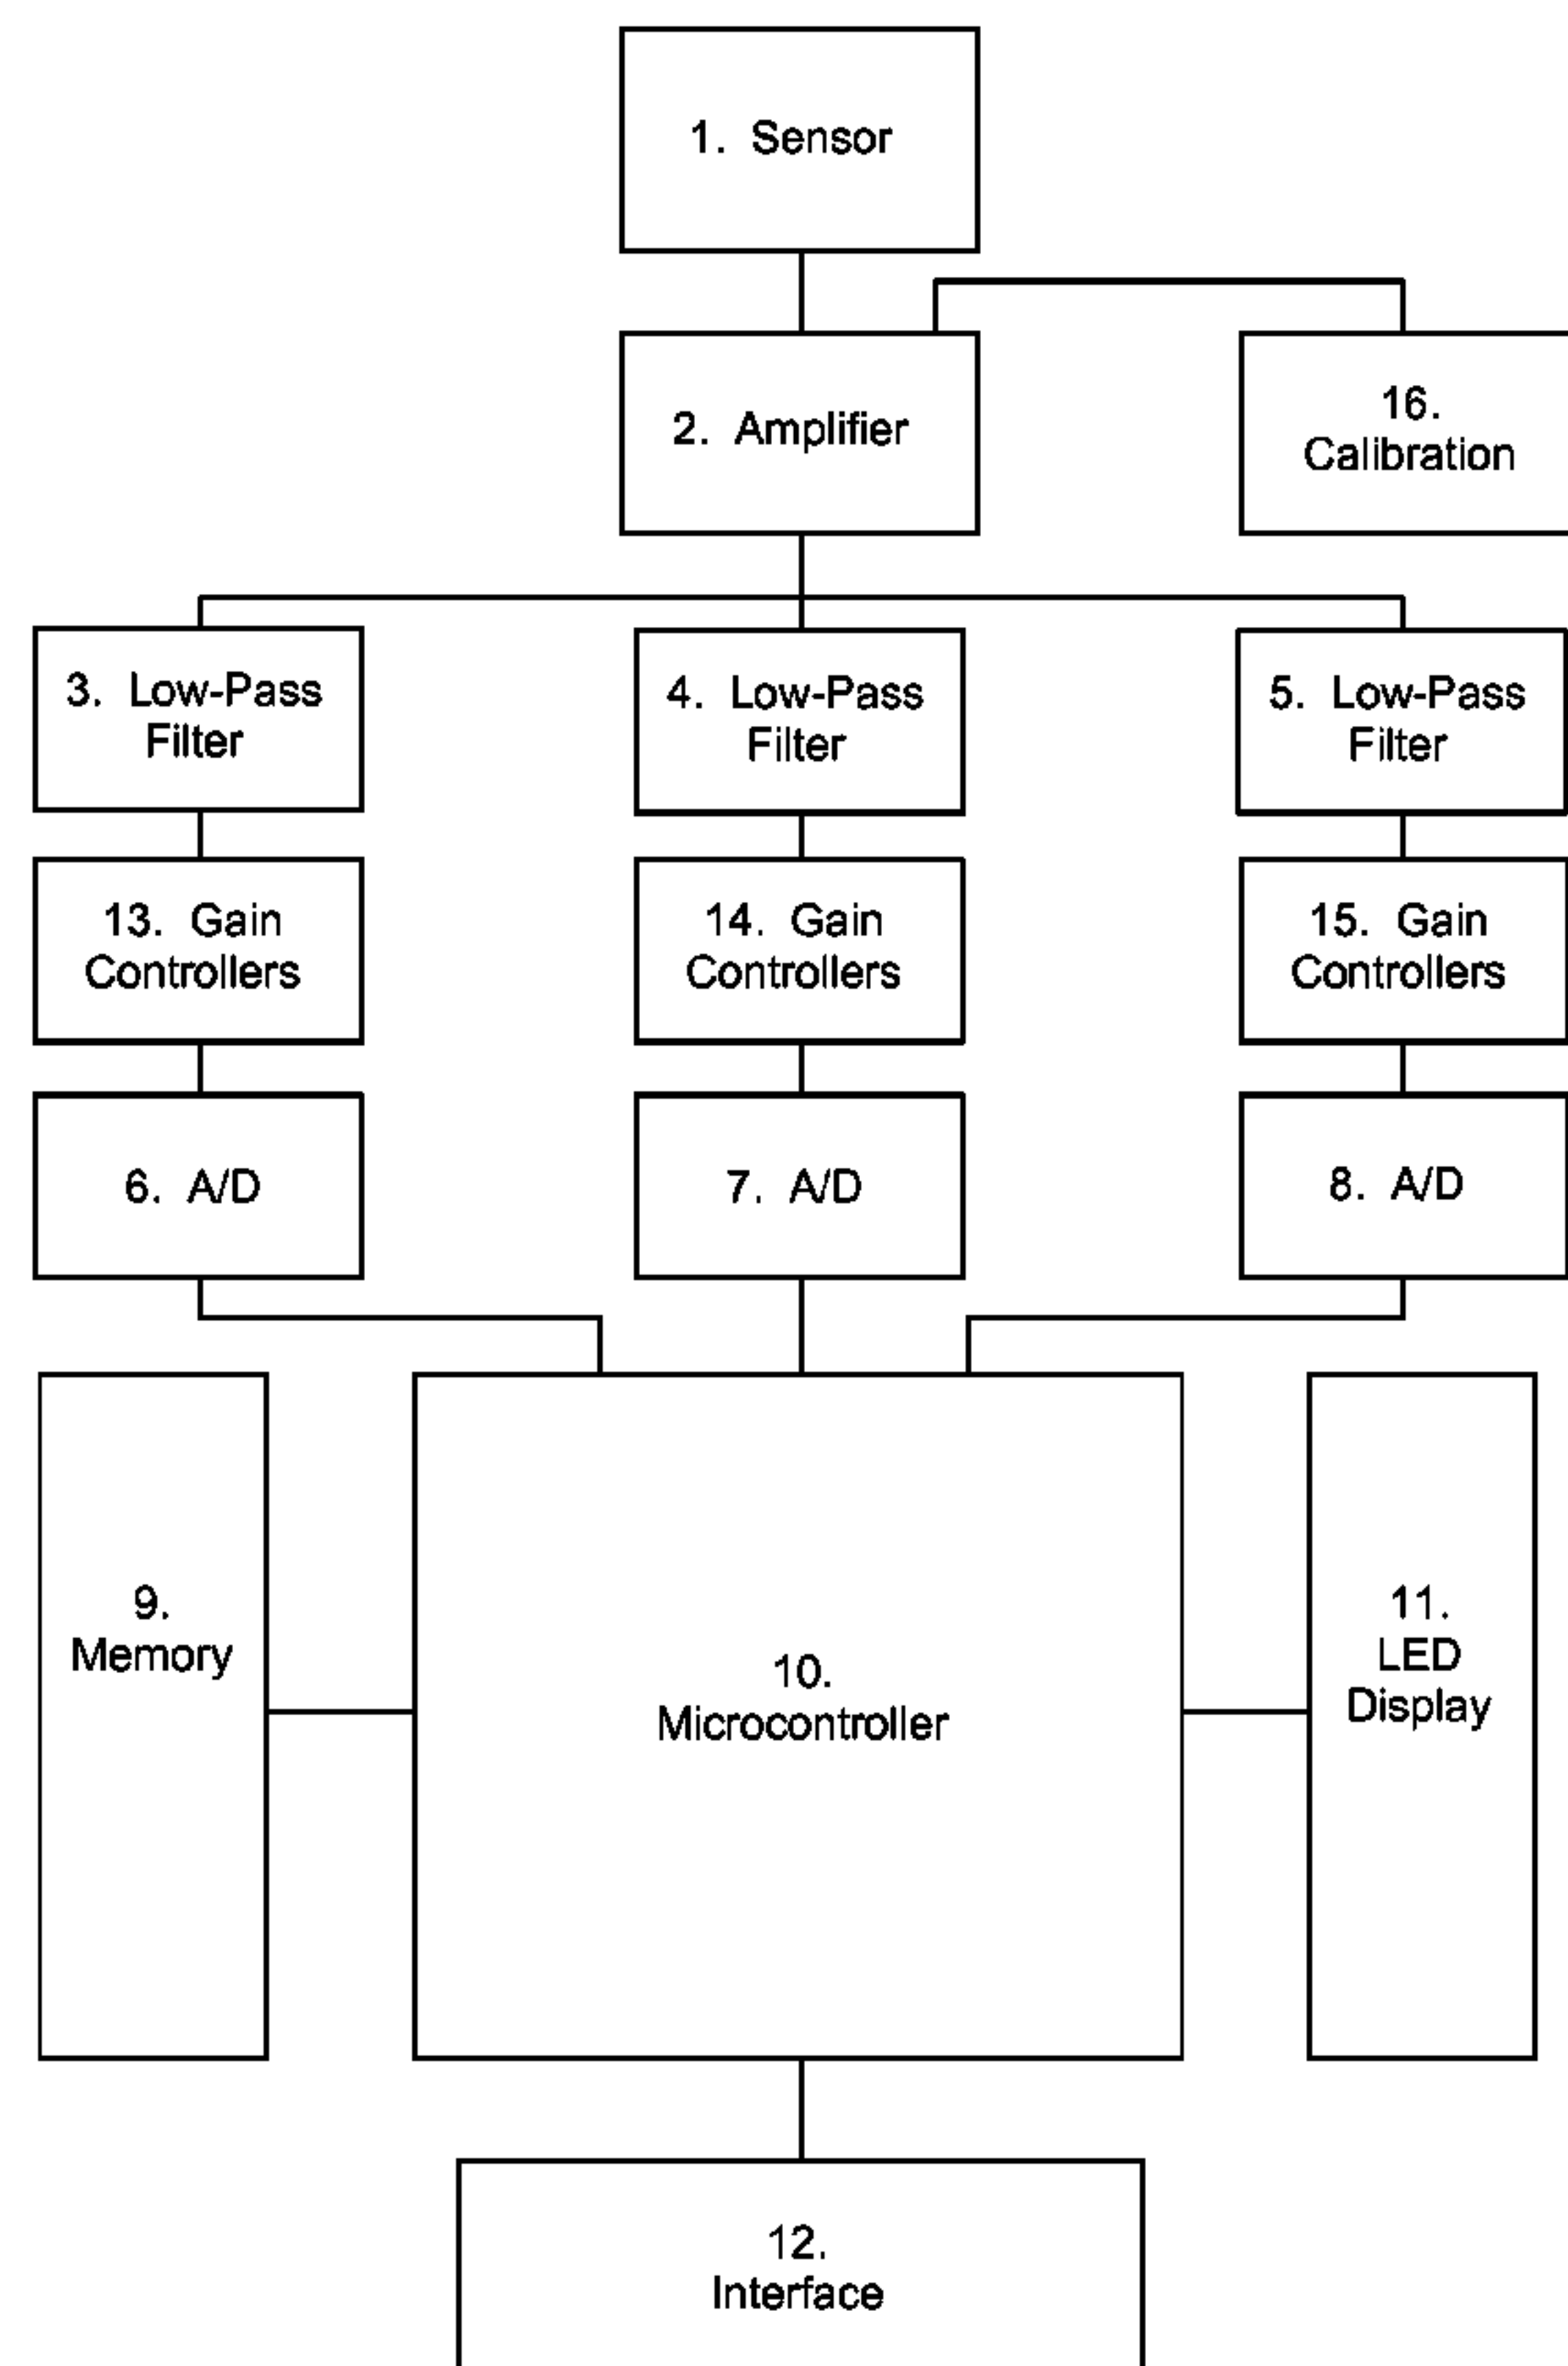 1. Sensor
2. Amplifier
16.
Calibration
3. Low-Pass
Filter
4. Low-Pass
Filter
5. Low-Pass
Filter
13. Gain
Controllers
14. Gain
Controllers
15. Gain
Controllers
6. A/D
7. A/D
8. A/D
9.
Memory
10.
Microcontroller
11.
LED
Display
12.
Interface